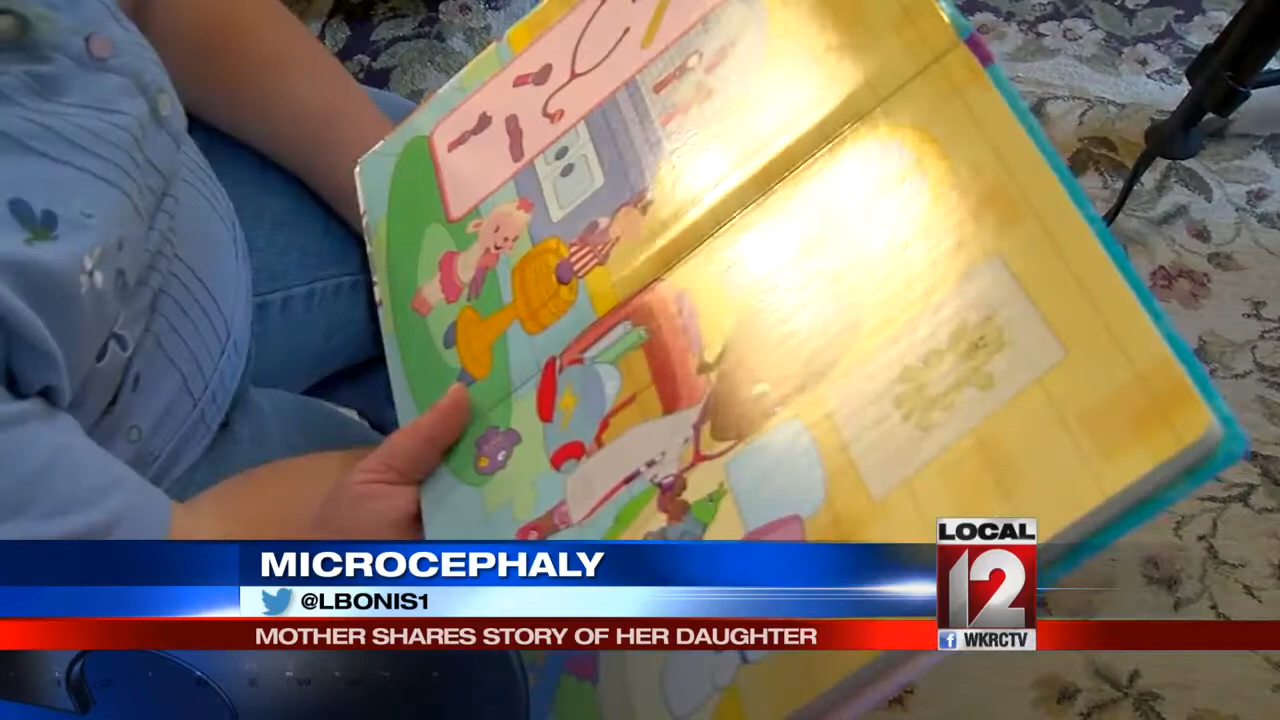 MICROCEPHALY
@LBONIS1
MOTHER SHARES STORY OF HER DAUGHTER
LOCAL
12
f WKRCTV